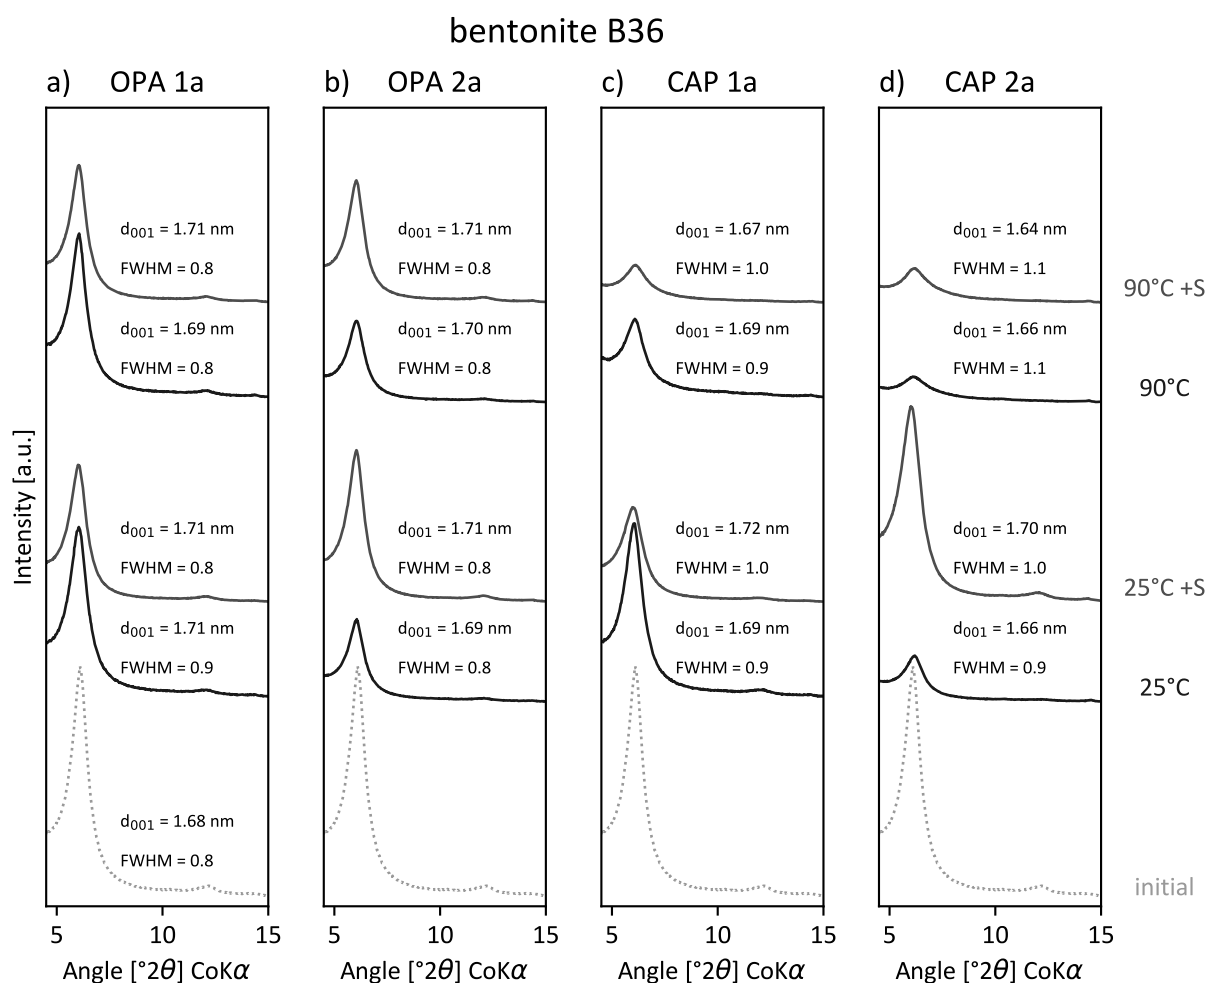 bentonite B36
a) OPA 1a
b) OPA 2a
c) CAP 1a
d) CAP 2a
d001 = 1.71 nm
FWHM = 0.8
d001 = 1.69 nm
FWHM = 0.8
d001 = 1.71 nm
FWHM = 0.8
d001 = 1.71 nm
FWHM = 0.9
d001 = 1.68 nm
FWHM = 0.8
d001 = 1.71 nm
FWHM = 0.8
d001 = 1.70 nm
FWHM = 0.8
d001 = 1.71 nm
FWHM = 0.8
d001 = 1.69 nm
FWHM = 0.8
d001 = 1.67 nm
FWHM = 1.0
d001 = 1.69 nm
FWHM = 0.9
d001 = 1.72 nm
FWHM = 1.0
d001 = 1.69 nm
FWHM = 0.9
d001 = 1.64 nm
FWHM = 1.1
d001 = 1.66 nm
FWHM = 1.1
d001 = 1.70 nm
FWHM = 1.0
d001 = 1.66 nm
FWHM = 0.9
90°C +S
90°C
25°C +S
25°C
initial
Intensity [a.u.]
5 10 15
5 10 15
5 10 15
5 10 15
Angle [°2θ] CoKα
Angle [°2θ] CoKα
Angle [°2θ] CoKα
Angle [°2θ] CoKα